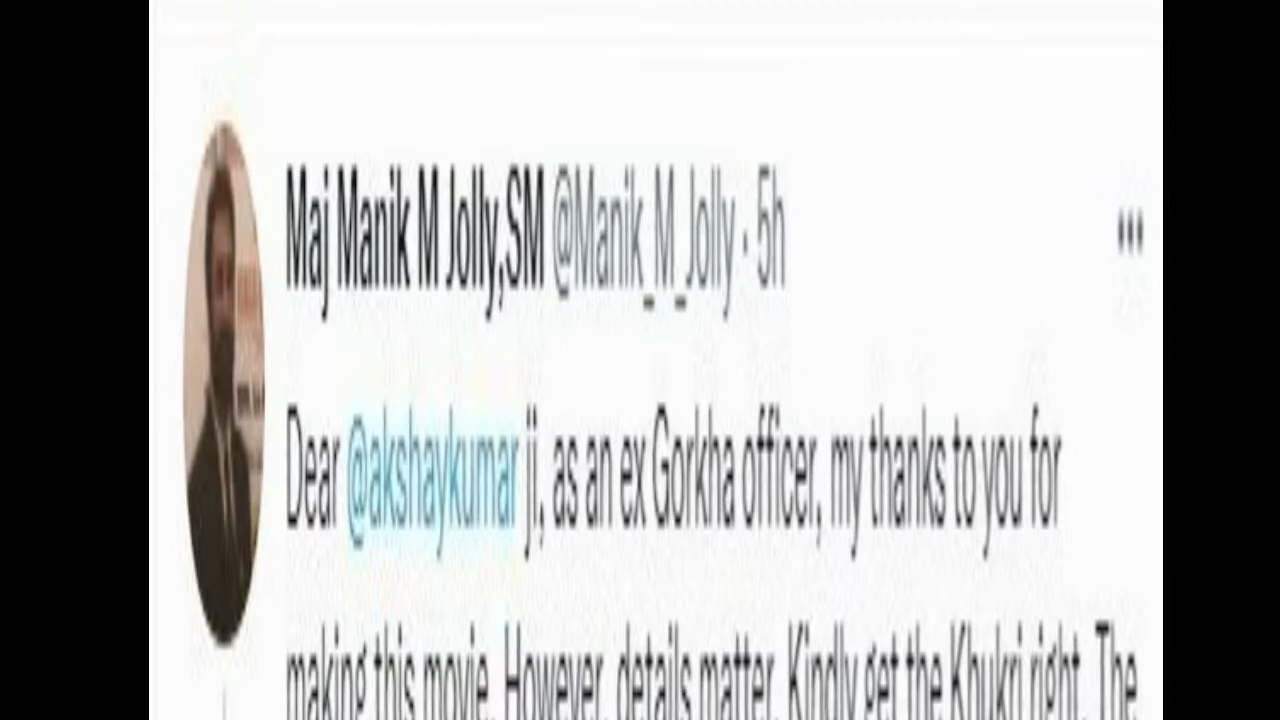 Maj Manik M Jolly,SM @Manik_M_Jolly · 5h
Dear @akshaykumar ji, as an ex Gorkha officer, my thanks to you for
making this movie. However, details matter. Kindly get the Khukri right. The